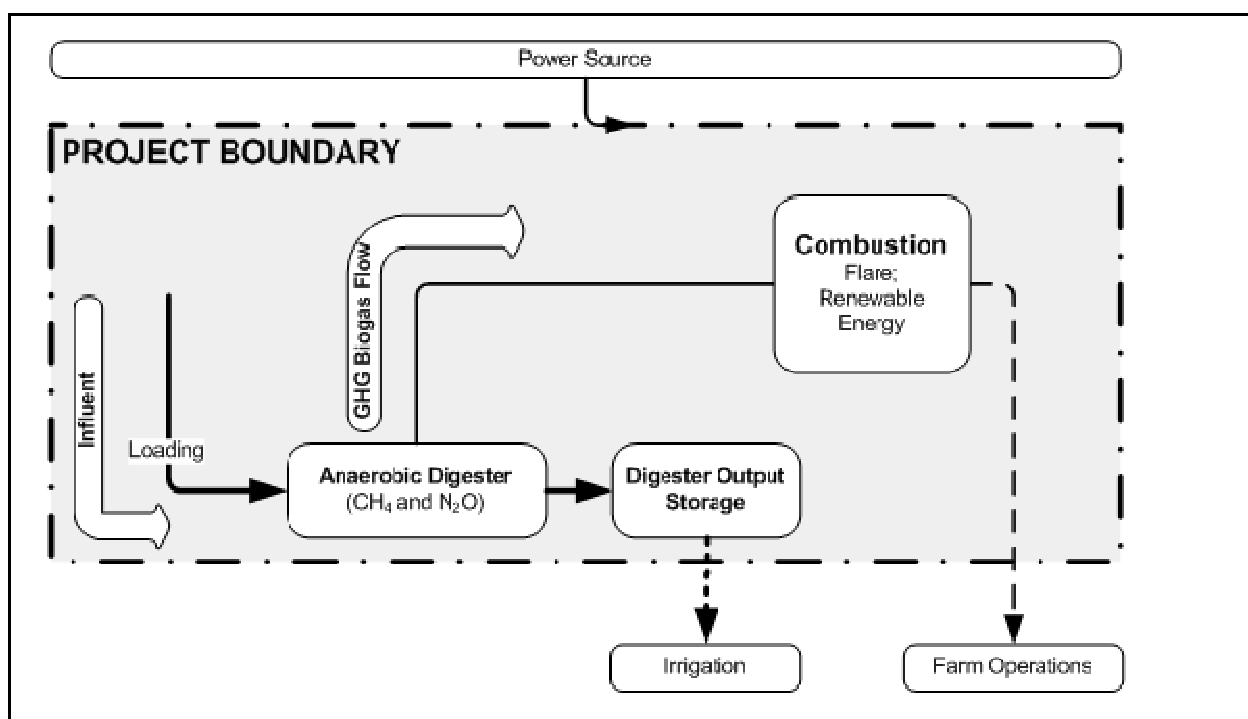 Power Source
PROJECT BOUNDARY
Combustion
Flare;
Renewable
Energy
GHG Biogas Flow
Influent
Loading
Anaerobic Digester
(CH₄ and N₂O)
Digester Output
Storage
Irrigation
Farm Operations